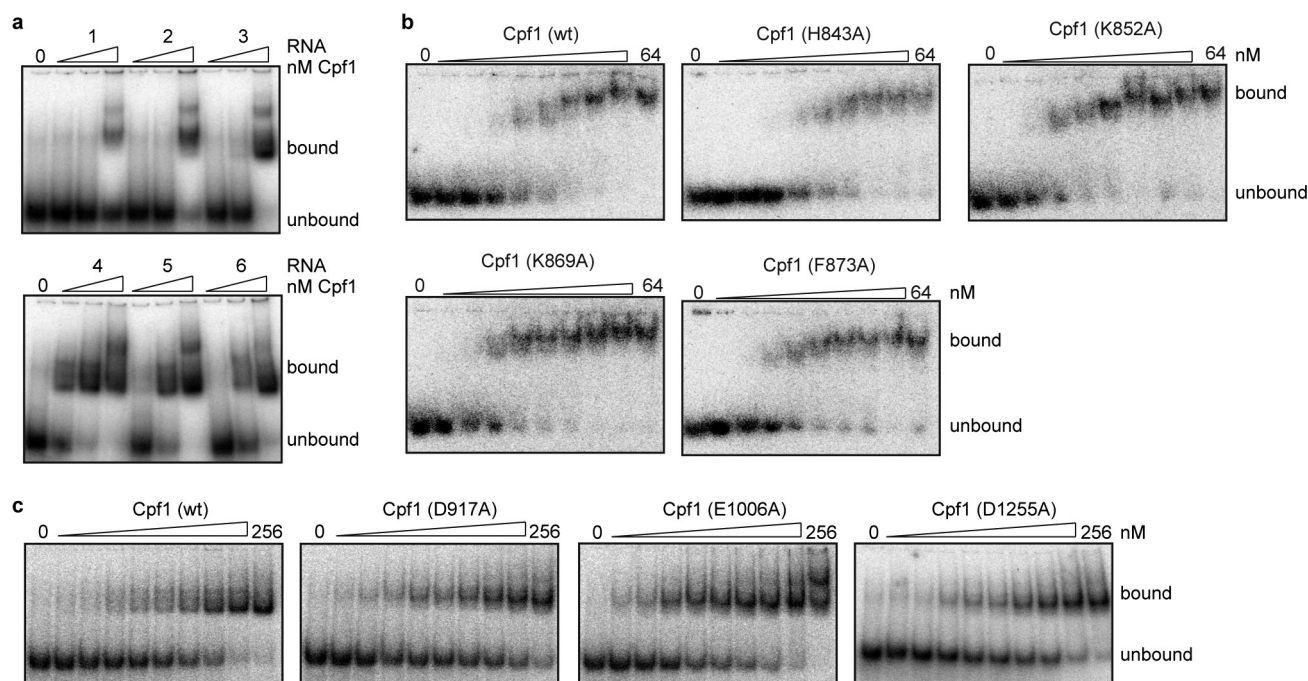 a
0 1 2 3 RNA
nM Cpf1
bound
unbound
0 4 5 6 RNA
nM Cpf1
bound
unbound
b
Cpf1 (wt) Cpf1 (H843A) Cpf1 (K852A)
0 64 0 64 0 64 nM
bound
unbound
Cpf1 (K869A) Cpf1 (F873A)
0 64 0 64 nM
bound
unbound
c
Cpf1 (wt) Cpf1 (D917A) Cpf1 (E1006A) Cpf1 (D1255A)
0 256 0 256 0 256 0 256 nM
bound
unbound